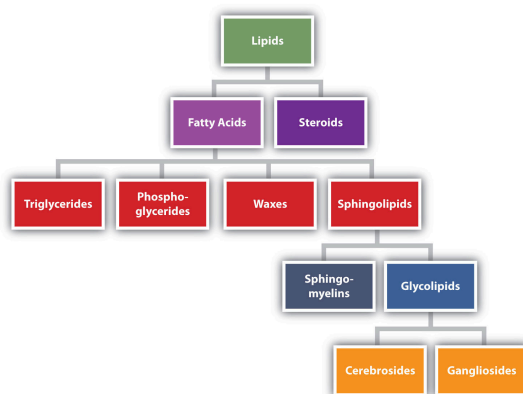 Lipids
Fatty Acids
Steroids
Triglycerides
Phospho-
glycerides
Waxes
Sphingolipids
Sphingo-
myelins
Glycolipids
Cerebrosides
Gangliosides